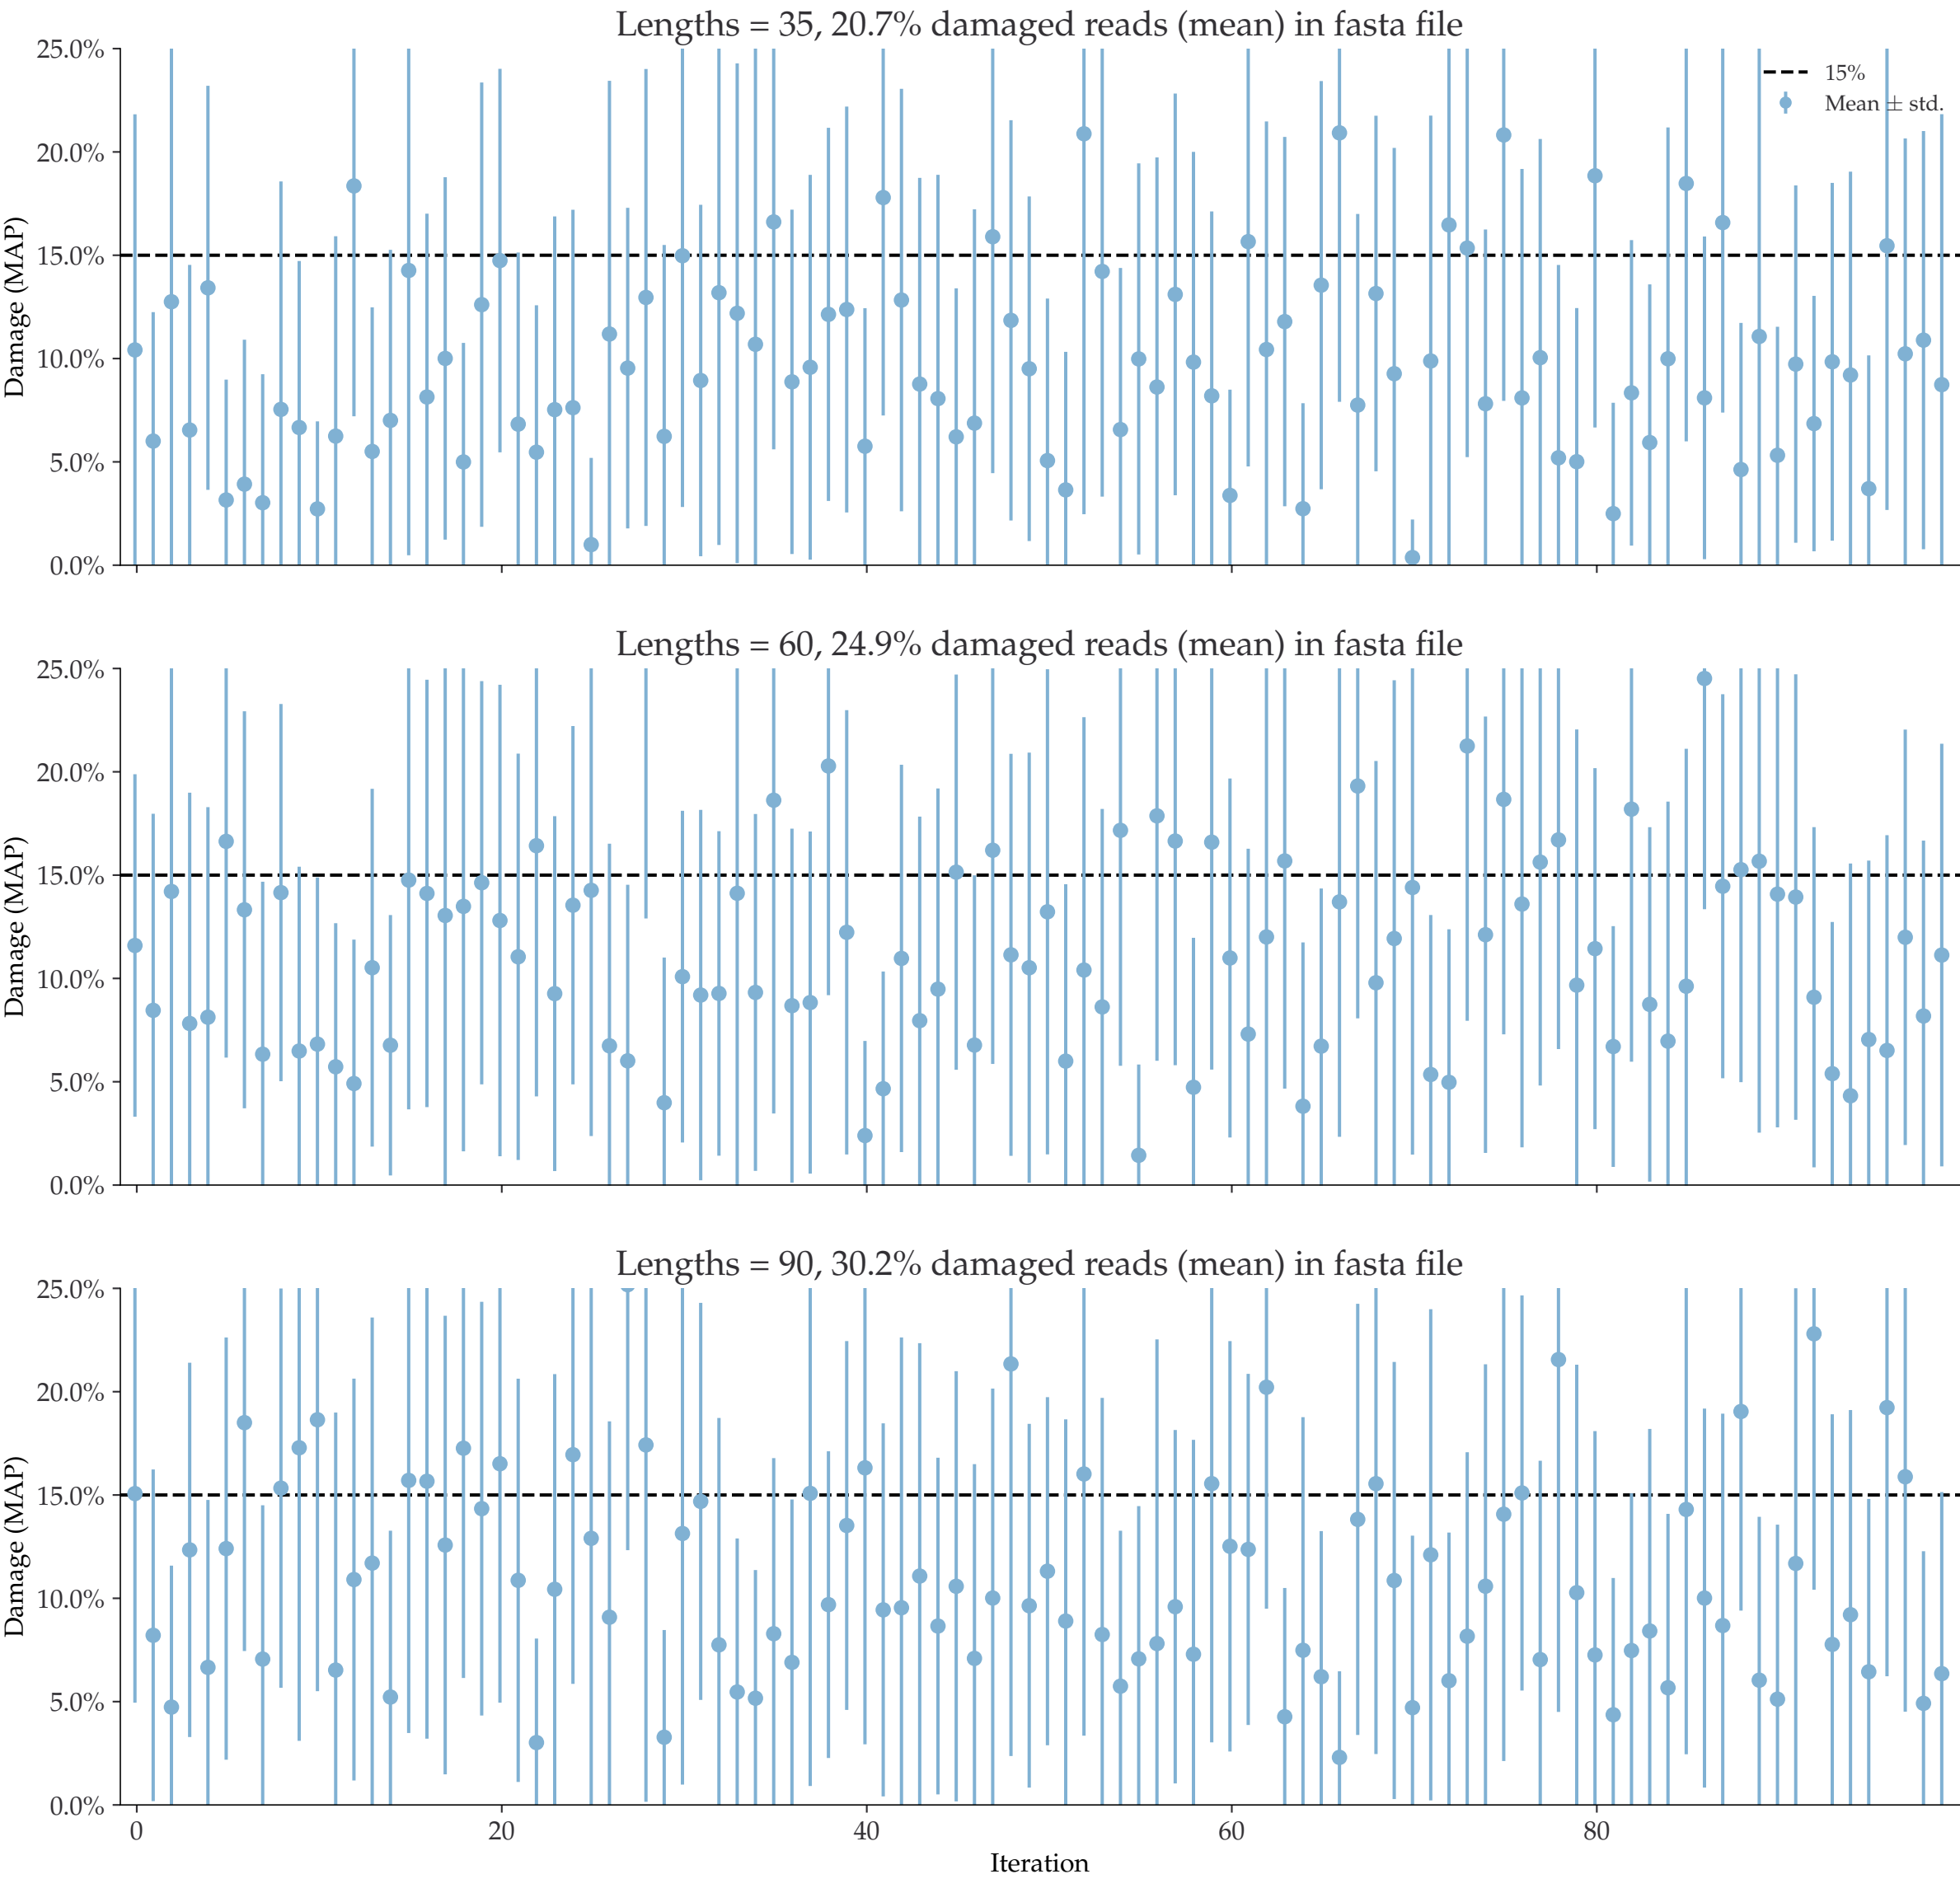 Lengths = 35, 20.7% damaged reads (mean) in fasta file
25.0%
20.0%
15.0%
10.0%
5.0%
0.0%
Damage (MAP)
15%
Mean ± std.
Lengths = 60, 24.9% damaged reads (mean) in fasta file
25.0%
20.0%
15.0%
10.0%
5.0%
0.0%
Damage (MAP)
Lengths = 90, 30.2% damaged reads (mean) in fasta file
25.0%
20.0%
15.0%
10.0%
5.0%
0.0%
Damage (MAP)
0 20 40 60 80
Iteration